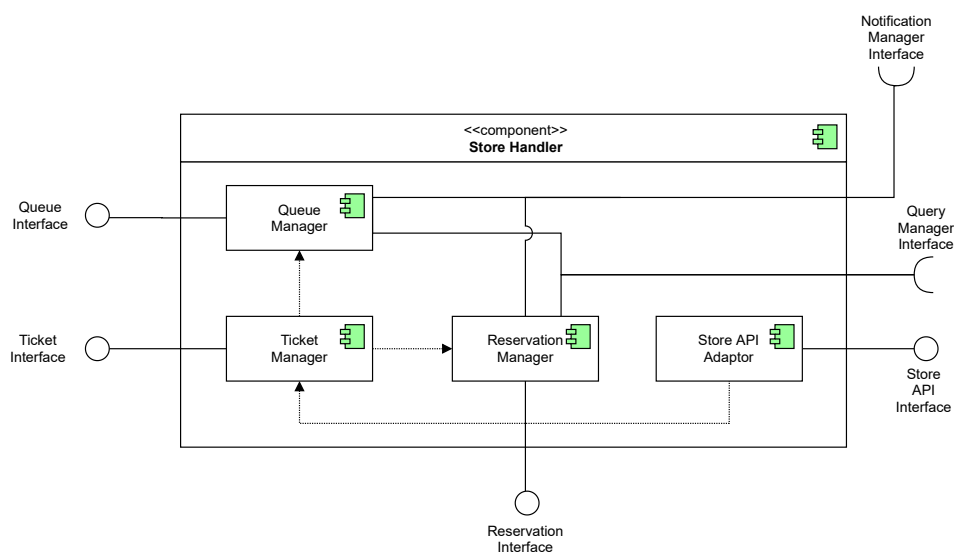 Notification
Manager
Interface
<<component>>
Store Handler
Queue
Interface
Queue
Manager
Query
Manager
Interface
Ticket
Interface
Ticket
Manager
Reservation
Manager
Store API
Adaptor
Store
API
Interface
Reservation
Interface